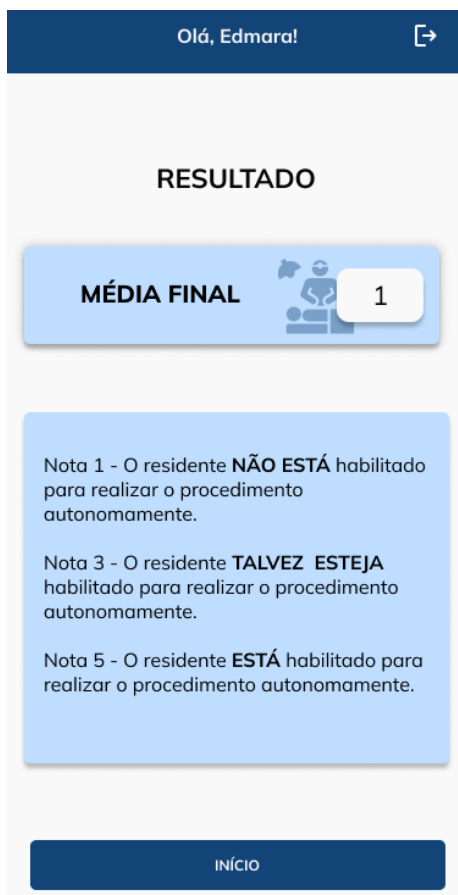 Olá, Edmara!
RESULTADO
MÉDIA FINAL
1
Nota 1 - O residente NÃO ESTÁ habilitado
para realizar o procedimento
autonomamente.
Nota 3 - O residente TALVEZ ESTEJA
habilitado para realizar o procedimento
autonomamente.
Nota 5 - O residente ESTÁ habilitado para
realizar o procedimento autonomamente.
INÍCIO